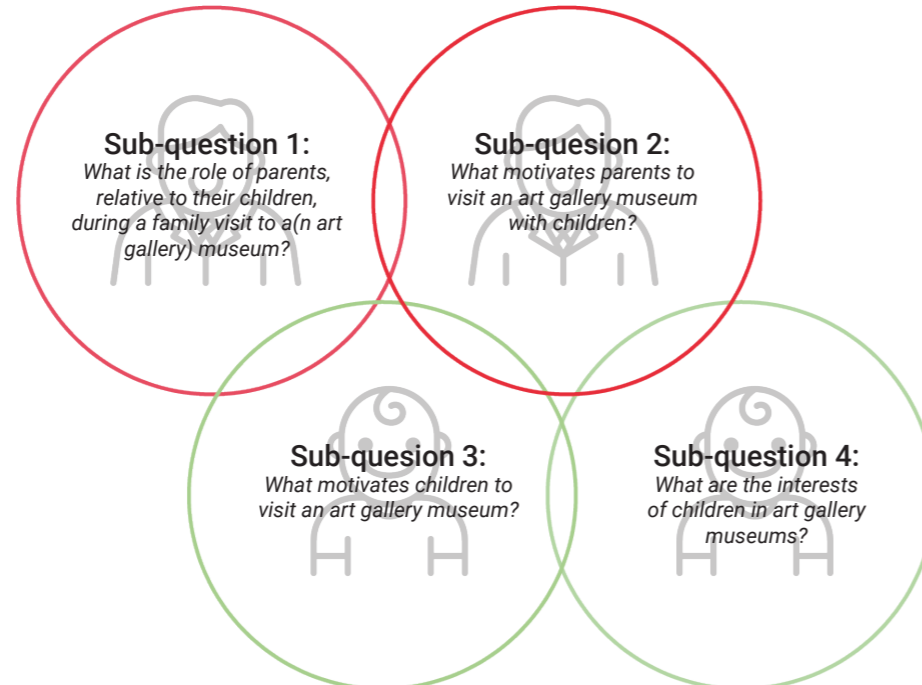 Sub-question 1:
What is the role of parents,
relative to their children,
during a family visit to a(n art
gallery) museum?
Sub-quesion 2:
What motivates parents to
visit an art gallery museum
with children?
Sub-quesion 3:
What motivates children to
visit an art gallery museum?
Sub-question 4:
What are the interests
of children in art gallery
museums?